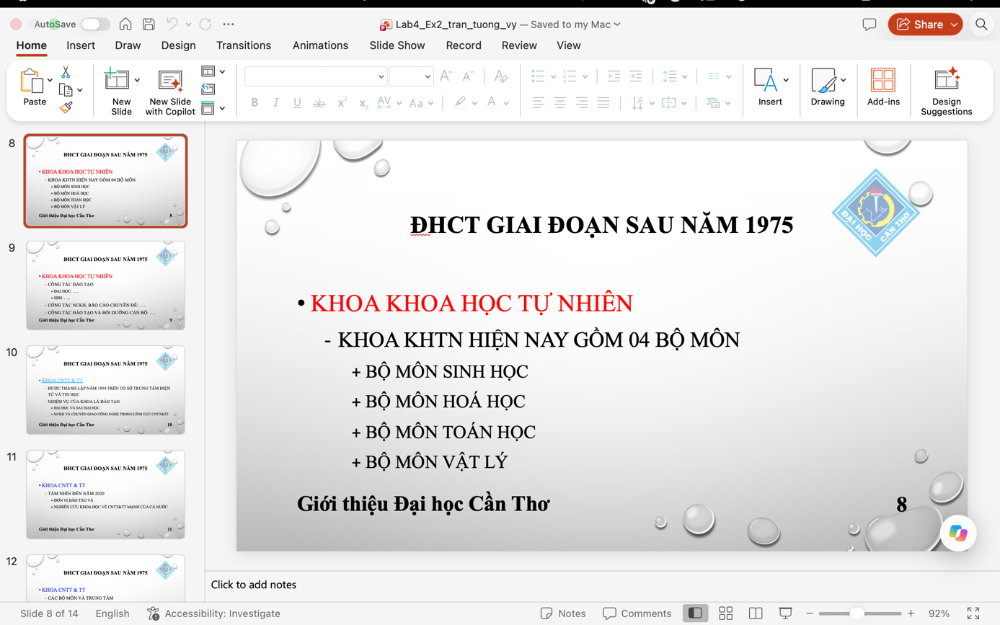 AutoSave
Lab4_Ex2_tran_tuong_vy — Saved to my Mac
Share
Home Insert Draw Design Transitions Animations Slide Show Record Review View
Paste
New Slide
New Slide with Copilot
Insert
Drawing
Add-ins
Design Suggestions
8
ĐHCT GIAI ĐOẠN SAU NĂM 1975
• KHOA KHOA HỌC TỰ NHIÊN
- KHOA KHTN HIỆN NAY GỒM 04 BỘ MÔN
+ BỘ MÔN SINH HỌC
+ BỘ MÔN HOÁ HỌC
+ BỘ MÔN TOÁN HỌC
+ BỘ MÔN VẬT LÝ
Giới thiệu Đại học Cần Thơ 8
9
ĐHCT GIAI ĐOẠN SAU NĂM 1975
• KHOA KHOA HỌC TỰ NHIÊN
- CÔNG TÁC ĐÀO TẠO
+ ĐẠI HỌC: ….
+ SĐH: …..
- CÔNG TÁC NCKH, BÁO CÁO CHUYÊN ĐỀ: ….
- CÔNG TÁC ĐÀO TẠO VÀ BỒI DƯỠNG CÁN BỘ: ….
Giới thiệu Đại học Cần Thơ 9
10
ĐHCT GIAI ĐOẠN SAU NĂM 1975
• KHOA CNTT & TT
- ĐƯỢC THÀNH LẬP NĂM 1994 TRÊN CƠ SỞ TRUNG TÂM ĐIỆN
TỬ VÀ TIN HỌC
- NHIỆM VỤ CỦA KHOA LÀ ĐÀO TẠO
+ ĐẠI HỌC VÀ SAU ĐẠI HỌC
+ NCKH VÀ CHUYỂN GIAO CÔNG NGHỆ TRONG LĨNH VỰC CNTT&TT
Giới thiệu Đại học Cần Thơ 10
11
ĐHCT GIAI ĐOẠN SAU NĂM 1975
• KHOA CNTT & TT
- TẦM NHÌN ĐẾN NĂM 2020
+ ĐƠN VỊ ĐÀO TẠO VÀ
+ NGHIÊN CỨU KHOA HỌC VỀ CNTT&TT MẠNH CỦA CẢ NƯỚC
Giới thiệu Đại học Cần Thơ 11
12
ĐHCT GIAI ĐOẠN SAU NĂM 1975
• KHOA CNTT & TT
- CÁC BỘ MÔN VÀ TRUNG TÂM
ĐHCT GIAI ĐOẠN SAU NĂM 1975
ĐẠI HỌC CẦN THƠ
• KHOA KHOA HỌC TỰ NHIÊN
- KHOA KHTN HIỆN NAY GỒM 04 BỘ MÔN
+ BỘ MÔN SINH HỌC
+ BỘ MÔN HOÁ HỌC
+ BỘ MÔN TOÁN HỌC
+ BỘ MÔN VẬT LÝ
Giới thiệu Đại học Cần Thơ 8
Click to add notes
Slide 8 of 14 English Accessibility: Investigate Notes Comments 92%